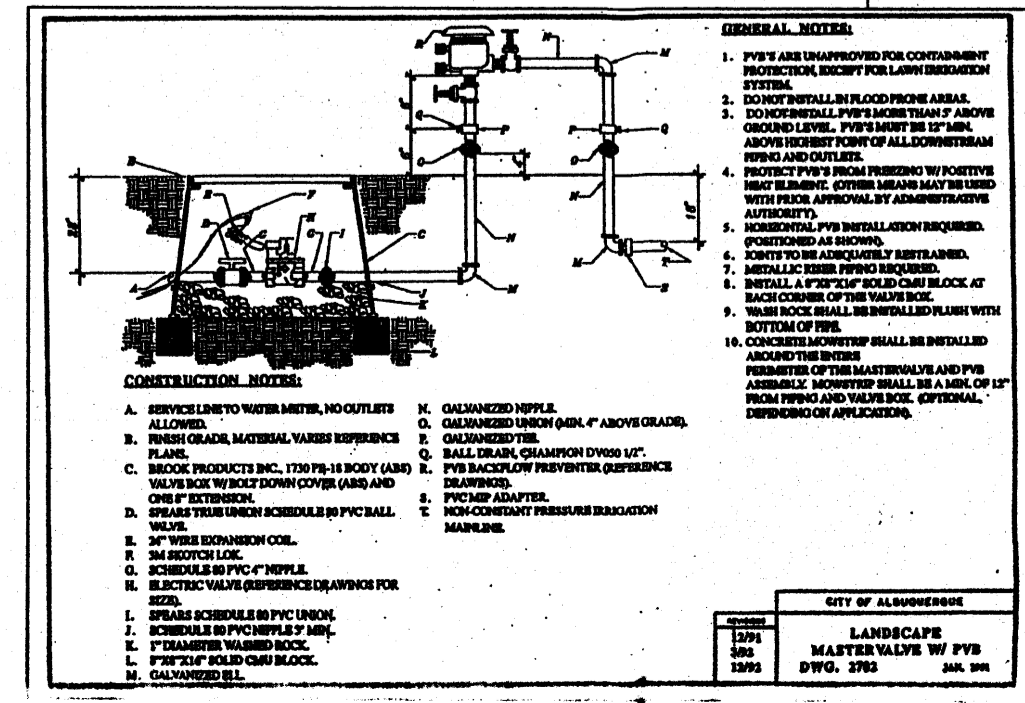 GENERAL NOTES:
1. PVB'S ARE UNAPPROVED FOR CONTAINMENT
PROTECTION, EXCEPT FOR LAWN IRRIGATION
SYSTEM.
2. DO NOT INSTALL IN FLOOD PRONE AREAS.
3. DO NOT INSTALL PVB'S MORE THAN 5' ABOVE
GROUND LEVEL. PVB'S MUST BE 12" MIN.
ABOVE HIGHEST POINT OF ALL DOWNSTREAM
PIPING AND OUTLETS.
4. PROTECT PVB'S FROM FREEZING W/ POSITIVE
HEAT ELEMENT. (OTHER MEANS MAY BE USED
WITH PRIOR APPROVAL BY ADMINISTRATIVE
AUTHORITY).
5. HORIZONTAL PVB INSTALLATION REQUIRED.
(POSITIONED AS SHOWN).
6. JOINTS TO BE ADEQUATELY RESTRAINED.
7. METALLIC RISER PIPING REQUIRED.
8. INSTALL A 8"X8"X16" SOLID CMU BLOCK AT
EACH CORNER OF THE VALVE BOX.
9. WASH ROCK SHALL BE INSTALLED FLUSH WITH
BOTTOM OF PIPE.
10. CONCRETE MOWSTRIP SHALL BE INSTALLED
AROUND THE ENTIRE
PERIMETER OF THE MASTERVALVE AND PVB
ASSEMBLY. MOWSTRIP SHALL BE A MIN. OF 12"
FROM PIPING AND VALVE BOX. (OPTIONAL,
DEPENDING ON APPLICATION).
R
N
M
Q
P
P
Q
O
O
B
E
F
H
D
G
I
C
N
N
18"
A
J
K
M
M
S
T
L
CONSTRUCTION NOTES:
A. SERVICE LINE TO WATER METER, NO OUTLETS
ALLOWED.
B. FINISH GRADE, MATERIAL VARIES REFERENCE
PLANS.
C. BROOK PRODUCTS INC., 1730 PB-18 BODY (ABS)
VALVE BOX W/ BOLT DOWN COVER (ABS) AND
ONE 8" EXTENSION.
D. SPEARS TRUE UNION SCHEDULE 80 PVC BALL
VALVE.
E. 24" WIRE EXPANSION COIL.
F. 3M SKOTCH LOK.
G. SCHEDULE 80 PVC 4" NIPPLE.
H. ELECTRIC VALVE (REFERENCE DRAWINGS FOR
SIZE).
I. SPEARS SCHEDULE 80 PVC UNION.
J. SCHEDULE 80 PVC NIPPLE 3" MIN.
K. 1" DIAMETER WASHED ROCK.
L. 8"X8"X16" SOLID CMU BLOCK.
M. GALVANIZED ELL.
N. GALVANIZED NIPPLE.
O. GALVANIZED UNION (MIN. 4" ABOVE GRADE).
P. GALVANIZED TEE.
Q. BALL DRAIN, CHAMPION DV050 1/2".
R. PVB BACKFLOW PREVENTER (REFERENCE
DRAWINGS).
S. PVC MIP ADAPTER.
T. NON-CONSTANT PRESSURE IRRIGATION
MAINLINE.
CITY OF ALBUQUERQUE
REVISIONS
12/91
3/92
12/92
LANDSCAPE
MASTERVALVE W/ PVB
DWG. 2702
JAN.